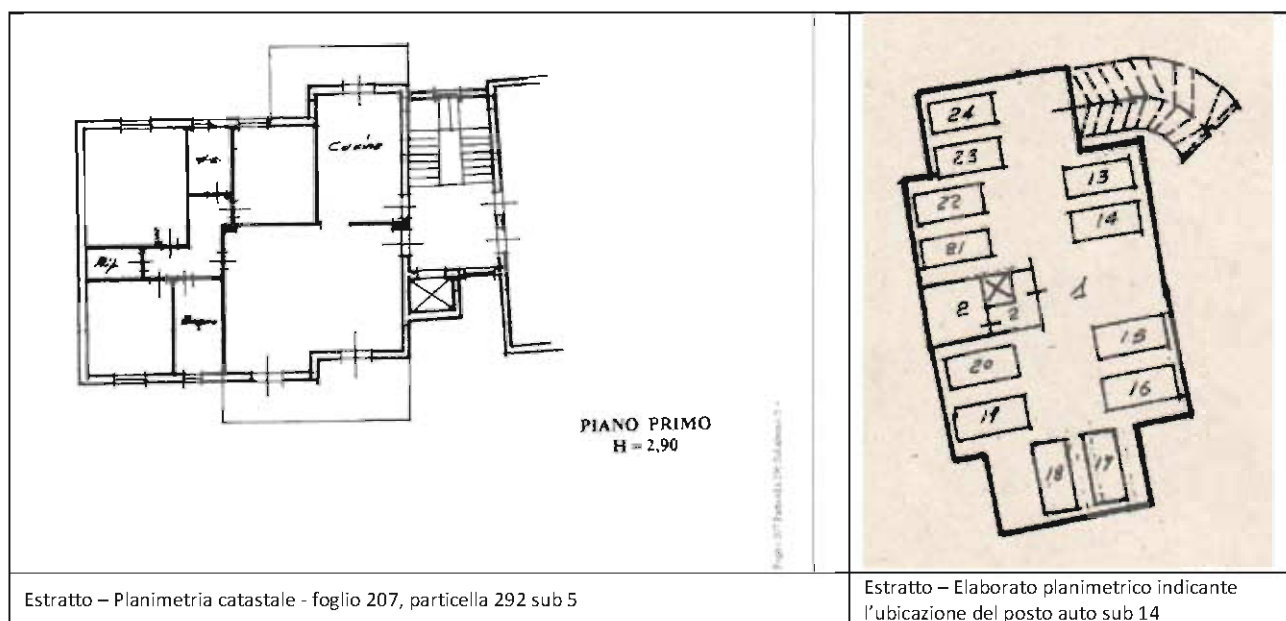 Cucina
w.c.
Rip
Bagno
PIANO PRIMO
H = 2,90
24
23
13
22
14
21
2
1
2
15
20
16
19
18
17
Estratto – Planimetria catastale - foglio 207, particella 292 sub 5
Estratto – Elaborato planimetrico indicante
l'ubicazione del posto auto sub 14